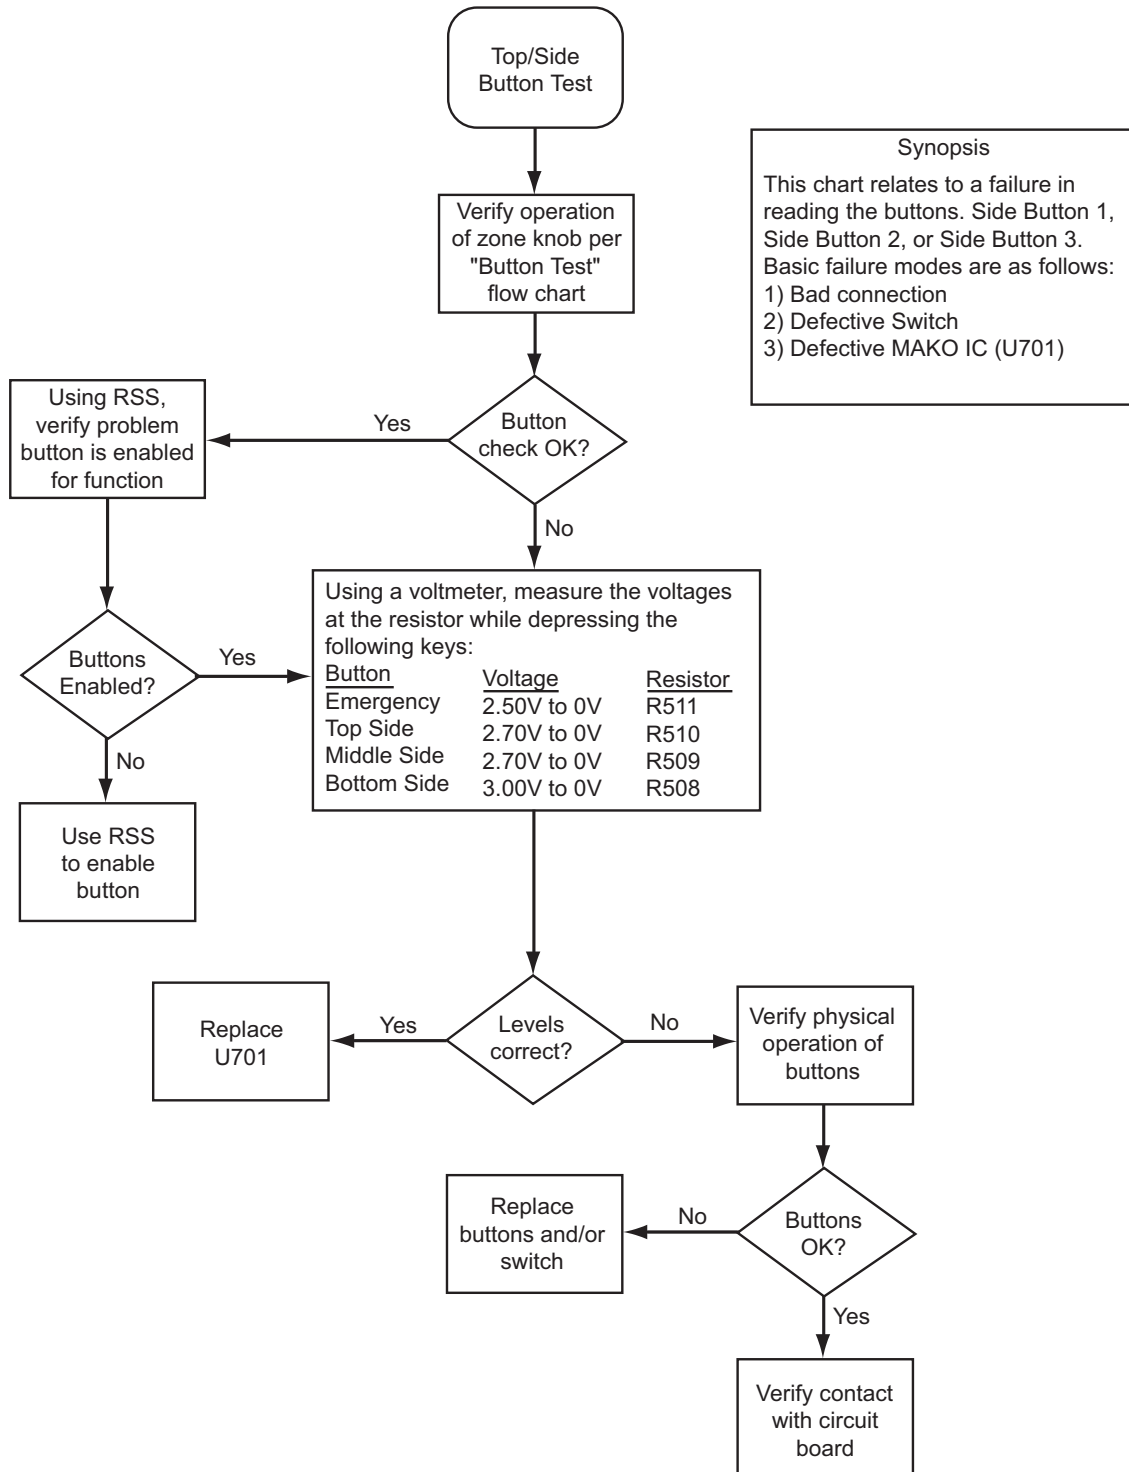 Top/Side
Button Test
Verify operation
of zone knob per
"Button Test"
flow chart
Synopsis
This chart relates to a failure in
reading the buttons. Side Button 1,
Side Button 2, or Side Button 3.
Basic failure modes are as follows:
1) Bad connection
2) Defective Switch
3) Defective MAKO IC (U701)
Button
check OK?
Yes
No
Using RSS,
verify problem
button is enabled
for function
Buttons
Enabled?
Yes
No
Use RSS
to enable
button
Using a voltmeter, measure the voltages
at the resistor while depressing the
following keys:
Button Voltage Resistor
Emergency 2.50V to 0V R511
Top Side 2.70V to 0V R510
Middle Side 2.70V to 0V R509
Bottom Side 3.00V to 0V R508
Levels
correct?
Yes
No
Replace
U701
Verify physical
operation of
buttons
Buttons
OK?
No
Yes
Replace
buttons and/or
switch
Verify contact
with circuit
board